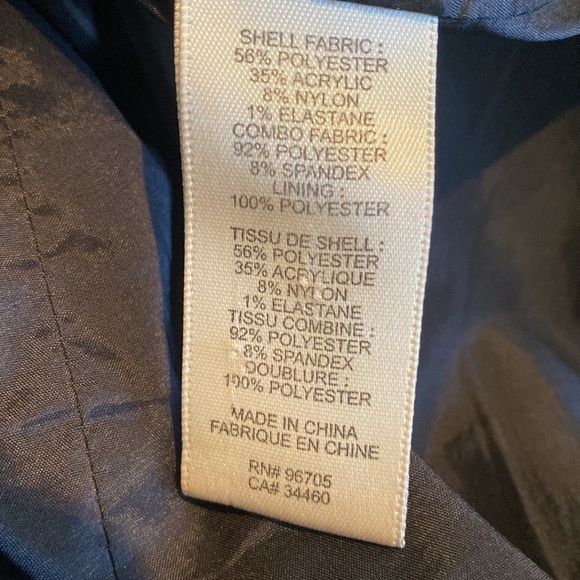 SHELL FABRIC :
56% POLYESTER
35% ACRYLIC
8% NYLON
1% ELASTANE
COMBO FABRIC :
92% POLYESTER
8% SPANDEX
LINING :
100% POLYESTER
TISSU DE SHELL :
56% POLYESTER
35% ACRYLIQUE
8% NYLON
1% ELASTANE
TISSU COMBINE :
92% POLYESTER
8% SPANDEX
DOUBLURE :
100% POLYESTER
MADE IN CHINA
FABRIQUE EN CHINE
RN# 96705
CA# 34460